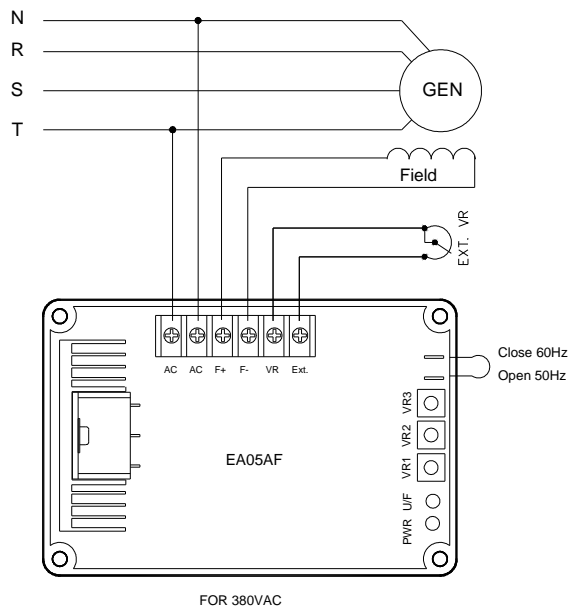 N
R
S
T
GEN
Field
EXT. VR
AC AC F+ F- VR Ext.
Close 60Hz
Open 50Hz
VR3
VR2
VR1
EA05AF
U/F
PWR
FOR 380VAC